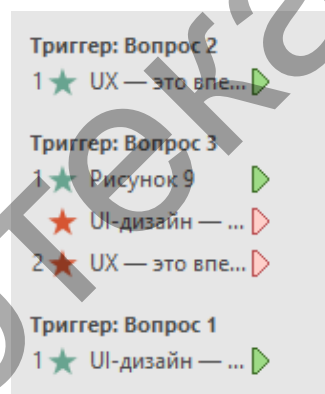 Триггер: Вопрос 2
1 UX — это впе...
Триггер: Вопрос 3
1 Рисунок 9
UI-дизайн — ...
2 UX — это впе...
Триггер: Вопрос 1
1 UI-дизайн — ...